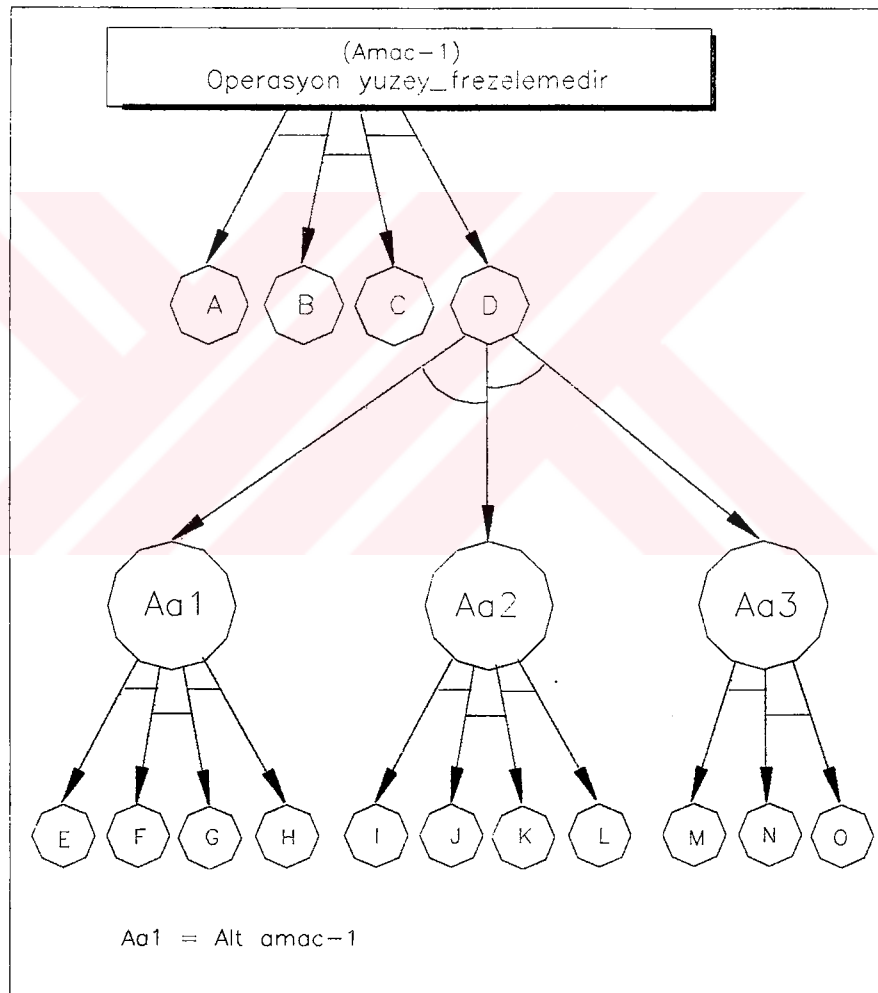 (Amac-1)
Operasyon yuzey_frezelemedir
A B C D
Aa1 Aa2 Aa3
E F G H I J K L M N O
Aa1 = Alt amac-1